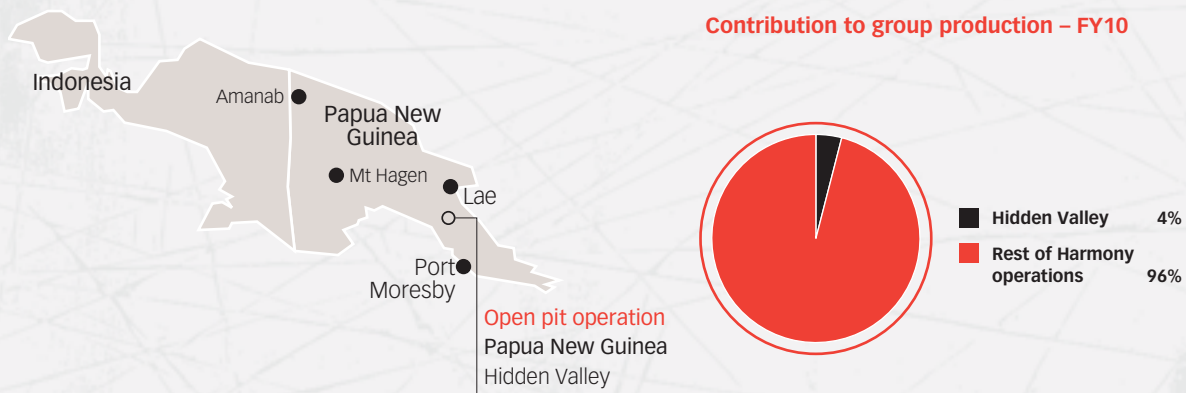 Contribution to group production – FY10
Indonesia
Amanab
Papua New
Guinea
Mt Hagen
Lae
Port
Moresby
Open pit operation
Papua New Guinea
Hidden Valley
Hidden Valley 4%
Rest of Harmony
operations 96%